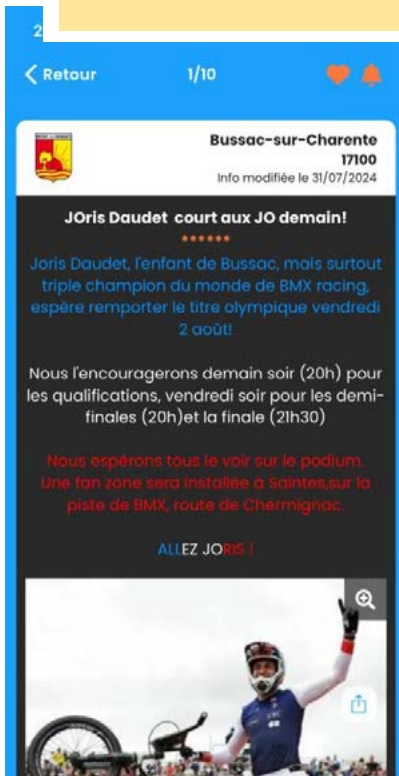 2
Retour
1/10
Bussac-sur-Charente
17100
Info modifiée le 31/07/2024
JOris Daudet court aux JO demain!
Joris Daudet, l'enfant de Bussac, mais surtout
triple champion du monde de BMX racing,
espère remporter le titre olympique vendredi
2 août!
Nous l'encouragerons demain soir (20h) pour
les qualifications, vendredi soir pour les demi-
finales (20h)et la finale (21h30)
Nous espérons tous le voir sur le podium.
Une fan zone sera installée à Saintes,sur la
piste de BMX, route de Chermignac.
ALLEZ JORIS !